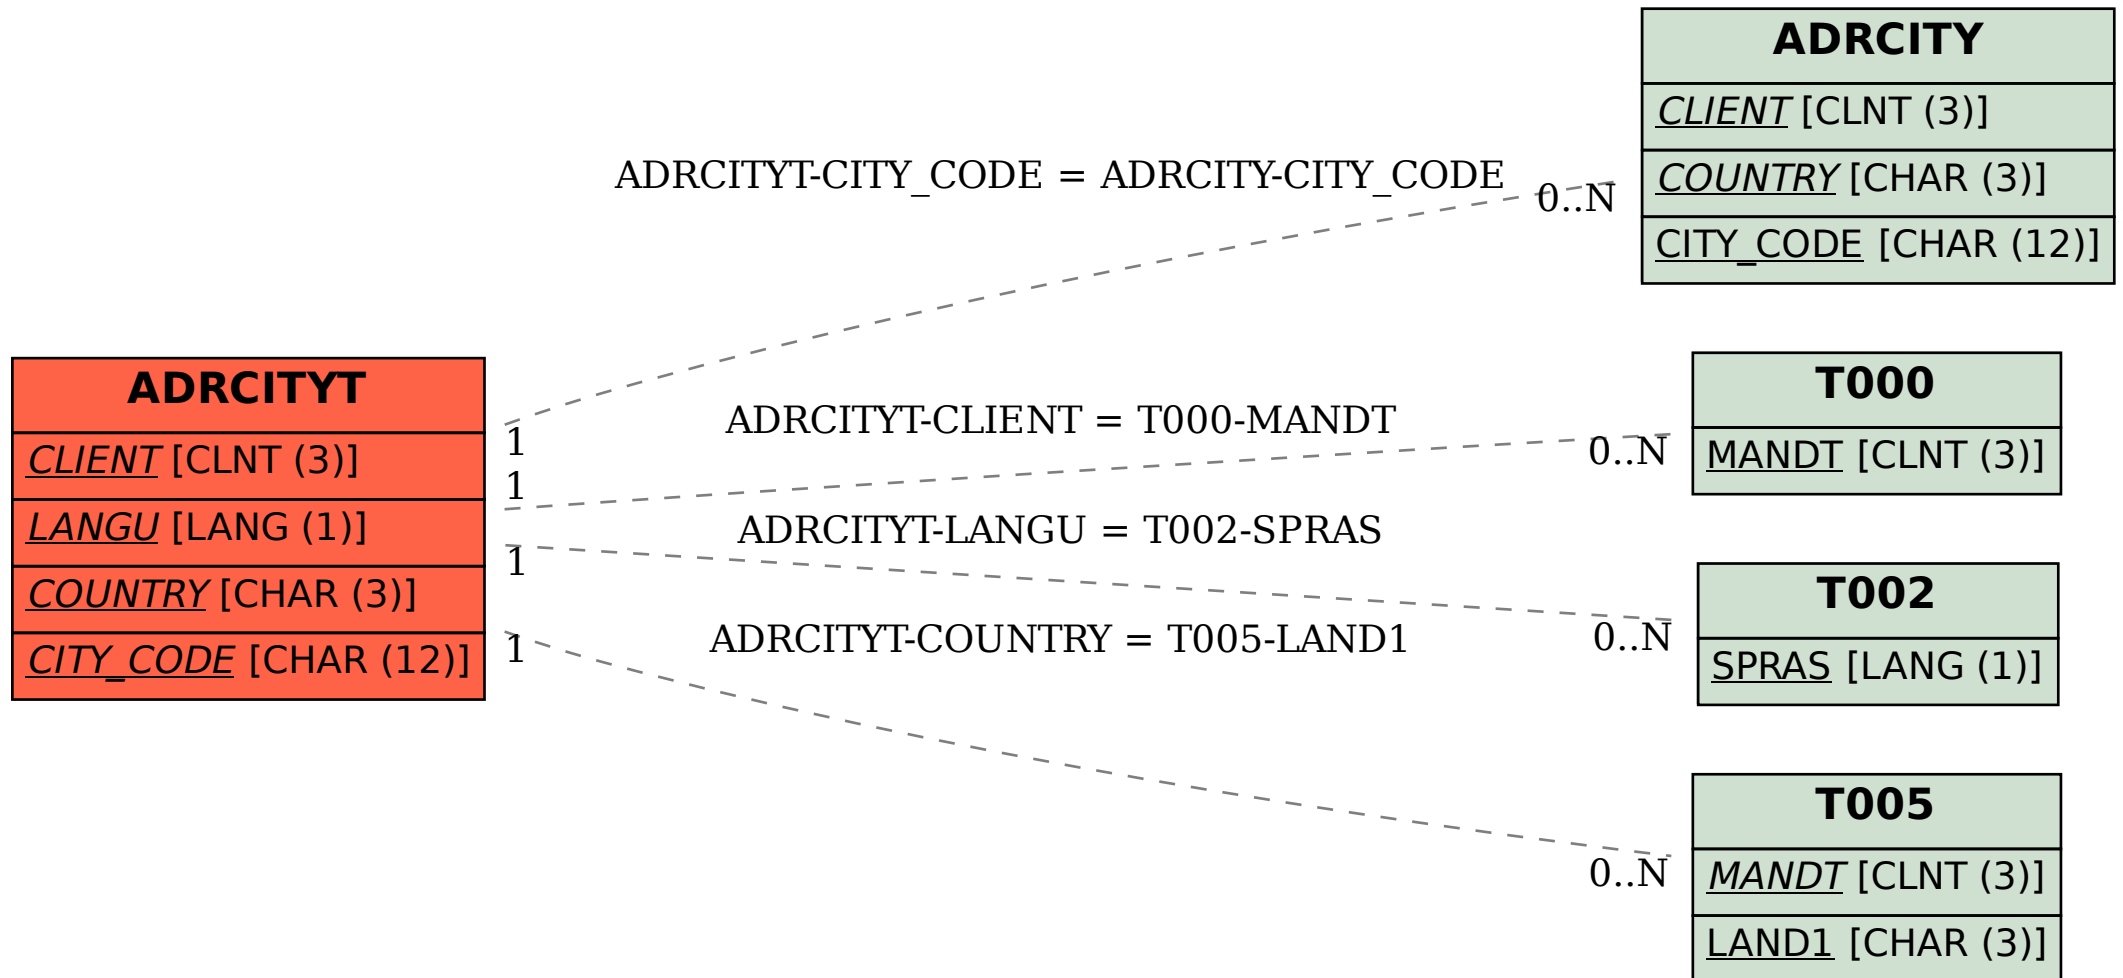 ADRCITY
CLIENT [CLNT (3)]
COUNTRY [CHAR (3)]
CITY_CODE [CHAR (12)]
ADRCITYT-CITY_CODE = ADRCITY-CITY_CODE
0..N
1
ADRCITYT
CLIENT [CLNT (3)]
LANGU [LANG (1)]
COUNTRY [CHAR (3)]
CITY_CODE [CHAR (12)]
ADRCITYT-CLIENT = T000-MANDT
1
0..N
T000
MANDT [CLNT (3)]
ADRCITYT-LANGU = T002-SPRAS
1
0..N
T002
SPRAS [LANG (1)]
ADRCITYT-COUNTRY = T005-LAND1
1
0..N
T005
MANDT [CLNT (3)]
LAND1 [CHAR (3)]